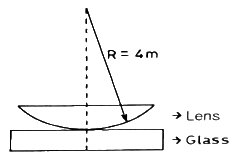 R = 4m
→ Lens
→ Glass